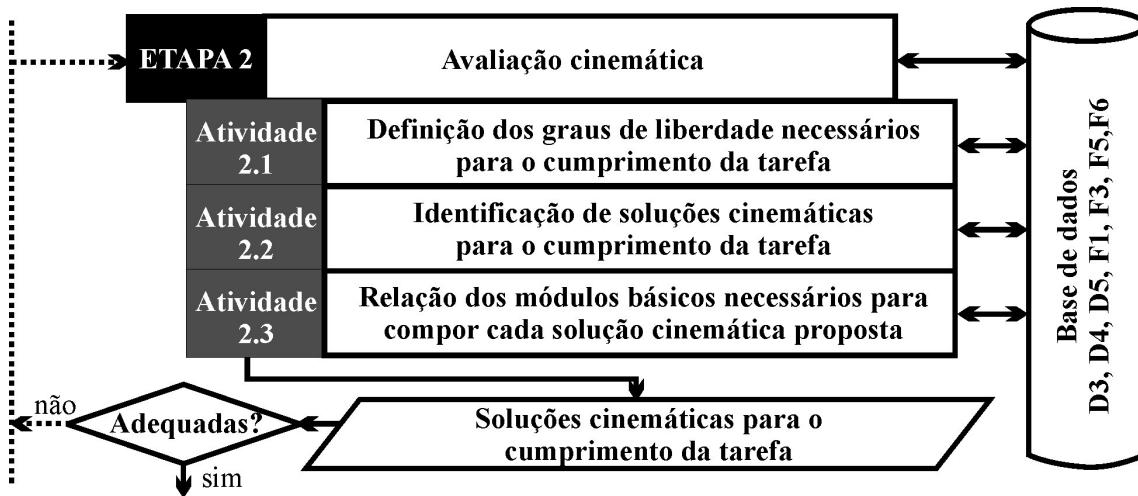 ETAPA 2
Avaliação cinemática
Atividade
2.1
Definição dos graus de liberdade necessários
para o cumprimento da tarefa
Atividade
2.2
Identificação de soluções cinemáticas
para o cumprimento da tarefa
Atividade
2.3
Relação dos módulos básicos necessários para
compor cada solução cinemática proposta
Base de dados
D3, D4, D5, F1, F3, F5,F6
Soluções cinemáticas para o
cumprimento da tarefa
Adequadas?
não
sim